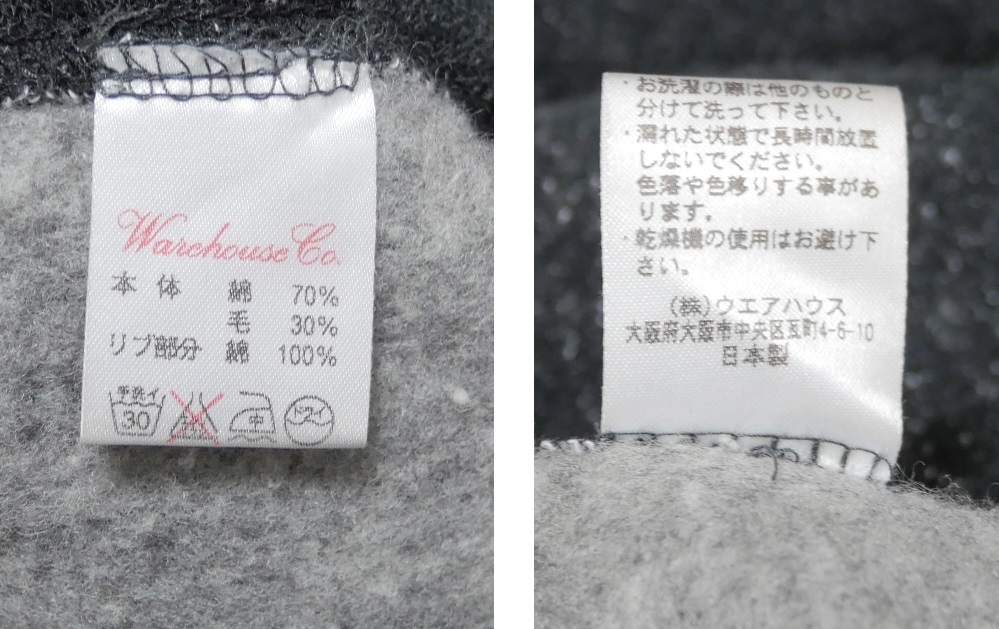 Warehouse Co.
本体 綿 70%
毛 30%
リブ部分 綿 100%
手洗イ
30
中
ドライ
・お洗濯の際は他のものと
分けて洗って下さい。
・濡れた状態で長時間放置
しないでください。
色落や色移りする事があ
ります。
・乾燥機の使用はお避け下
さい。
(株)ウエアハウス
大阪府大阪市中央区瓦町4-6-10
日本製